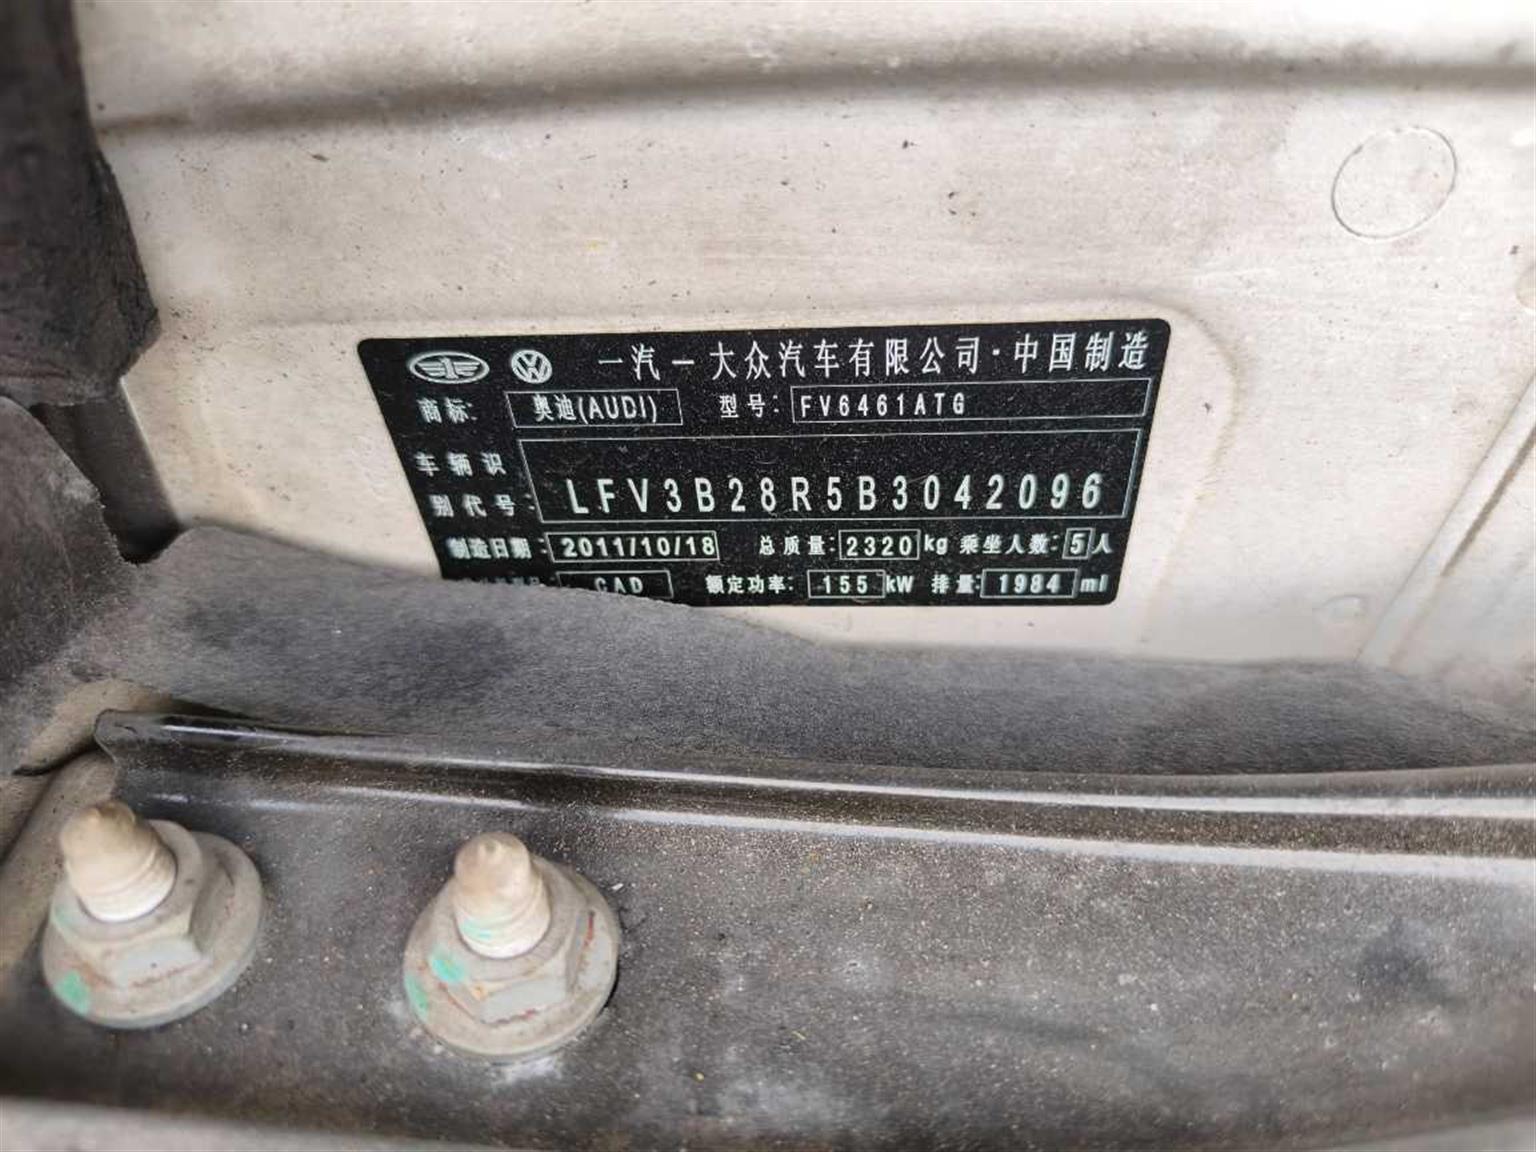 一汽一大众汽车有限公司·中国制造
商标: 奥迪(AUDI) 型号: FV6461ATG
车辆识
别代号: LFV3B28R5B3042096
制造日期: 2011/10/18 总质量: 2320 kg 乘坐人数: 5 人
CAD 额定功率: 155 kW 排量: 1984 ml